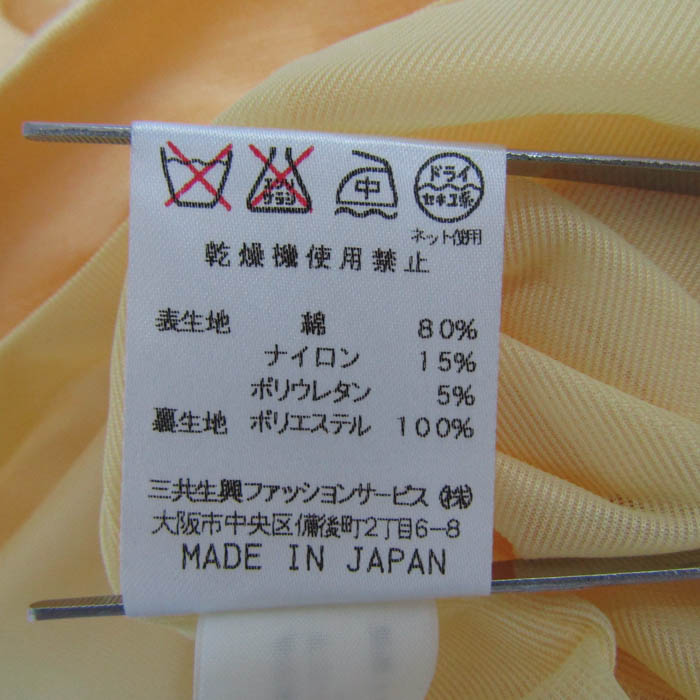 エンソ 中 ドライ
サラシ セキユ系
ネット使用
乾燥機使用禁止
表生地 綿 80%
ナイロン 15%
ポリウレタン 5%
裏生地 ポリエステル 100%
三共生興ファッションサービス㈱
大阪市中央区備後町2丁目6-8
MADE IN JAPAN